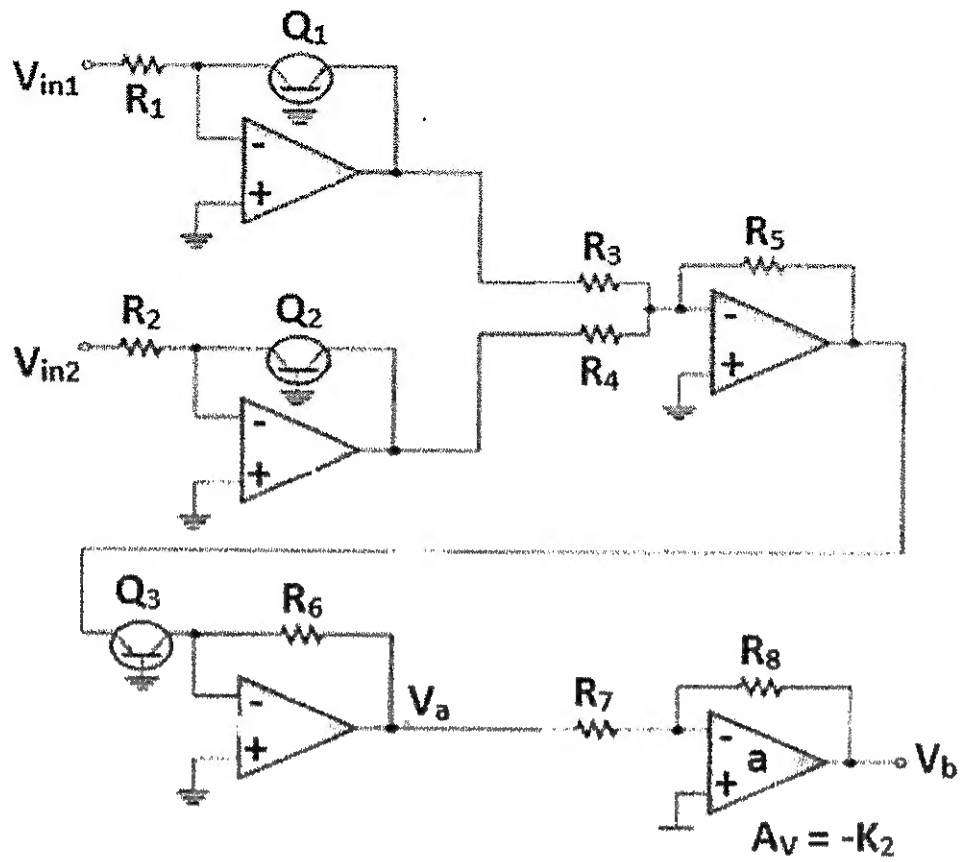 Q1
Vin1
R1
-
+
R3
R5
R2
Q2
Vin2
R4
-
+
-
+
Q3
R6
R8
R7
Va
-
+
-
a
+
Vb
AV = -K2